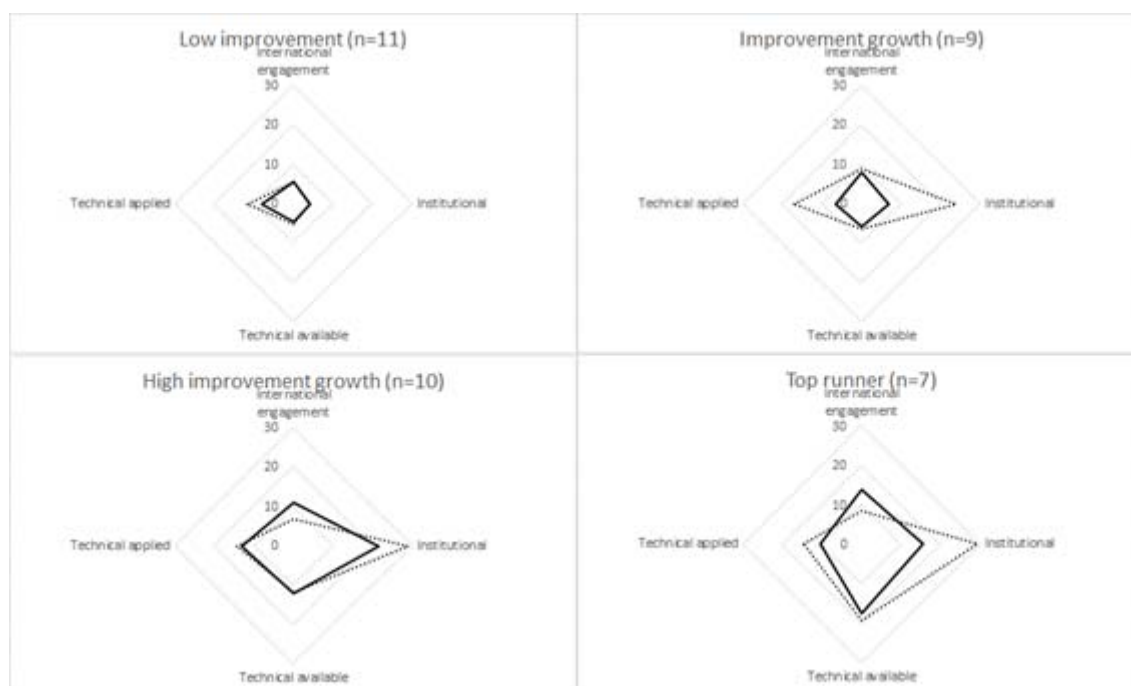 Low improvement (n=11)
International
engagement
30
20
10
0
Technical applied
Institutional
Technical available
Improvement growth (n=9)
International
engagement
30
20
10
0
Technical applied
Institutional
Technical available
High improvement growth (n=10)
International
engagement
30
20
10
0
Technical applied
Institutional
Technical available
Top runner (n=7)
International
engagement
30
20
10
0
Technical applied
Institutional
Technical available